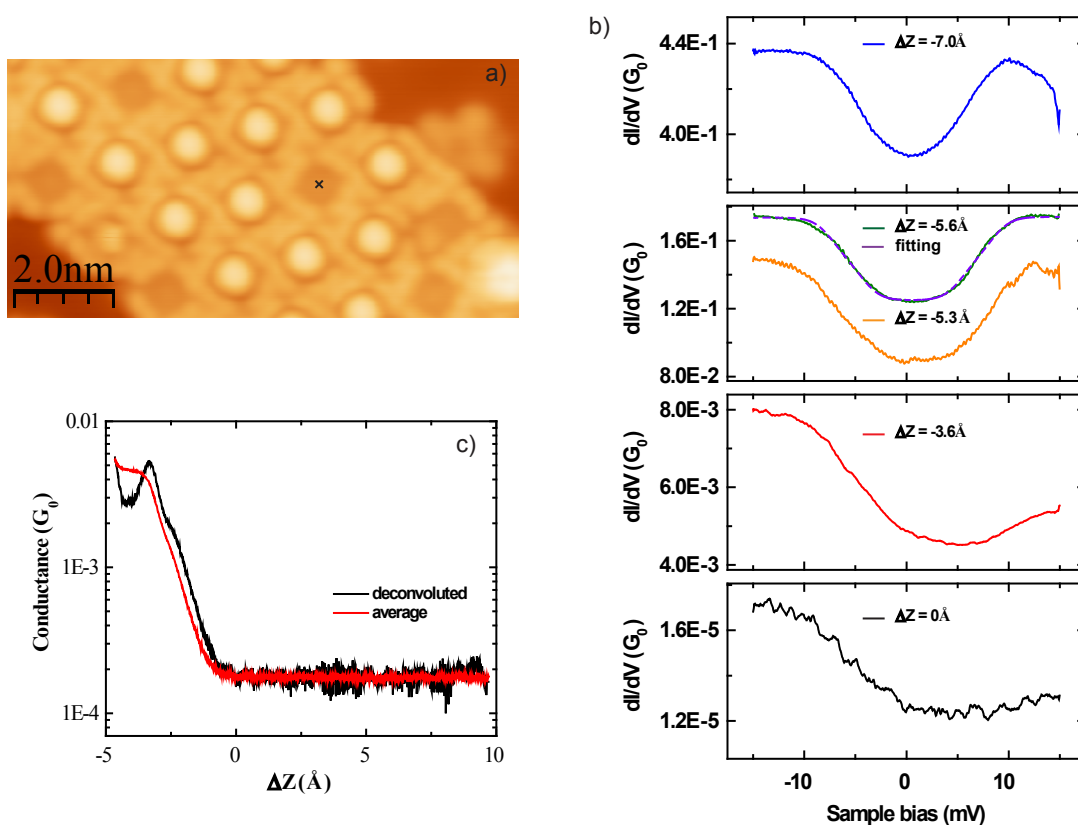 a)
2.0nm
b)
ΔZ = -7.0Å
4.4E-1
4.0E-1
dI/dV (G0)
ΔZ = -5.6Å
fitting
ΔZ = -5.3Å
1.6E-1
1.2E-1
8.0E-2
dI/dV (G0)
ΔZ = -3.6Å
8.0E-3
6.0E-3
4.0E-3
dI/dV (G0)
ΔZ = 0Å
1.6E-5
1.2E-5
dI/dV (G0)
-10 0 10
Sample bias (mV)
c)
0.01
1E-3
1E-4
Conductance (G0)
deconvoluted
average
-5 0 5 10
ΔZ(Å)